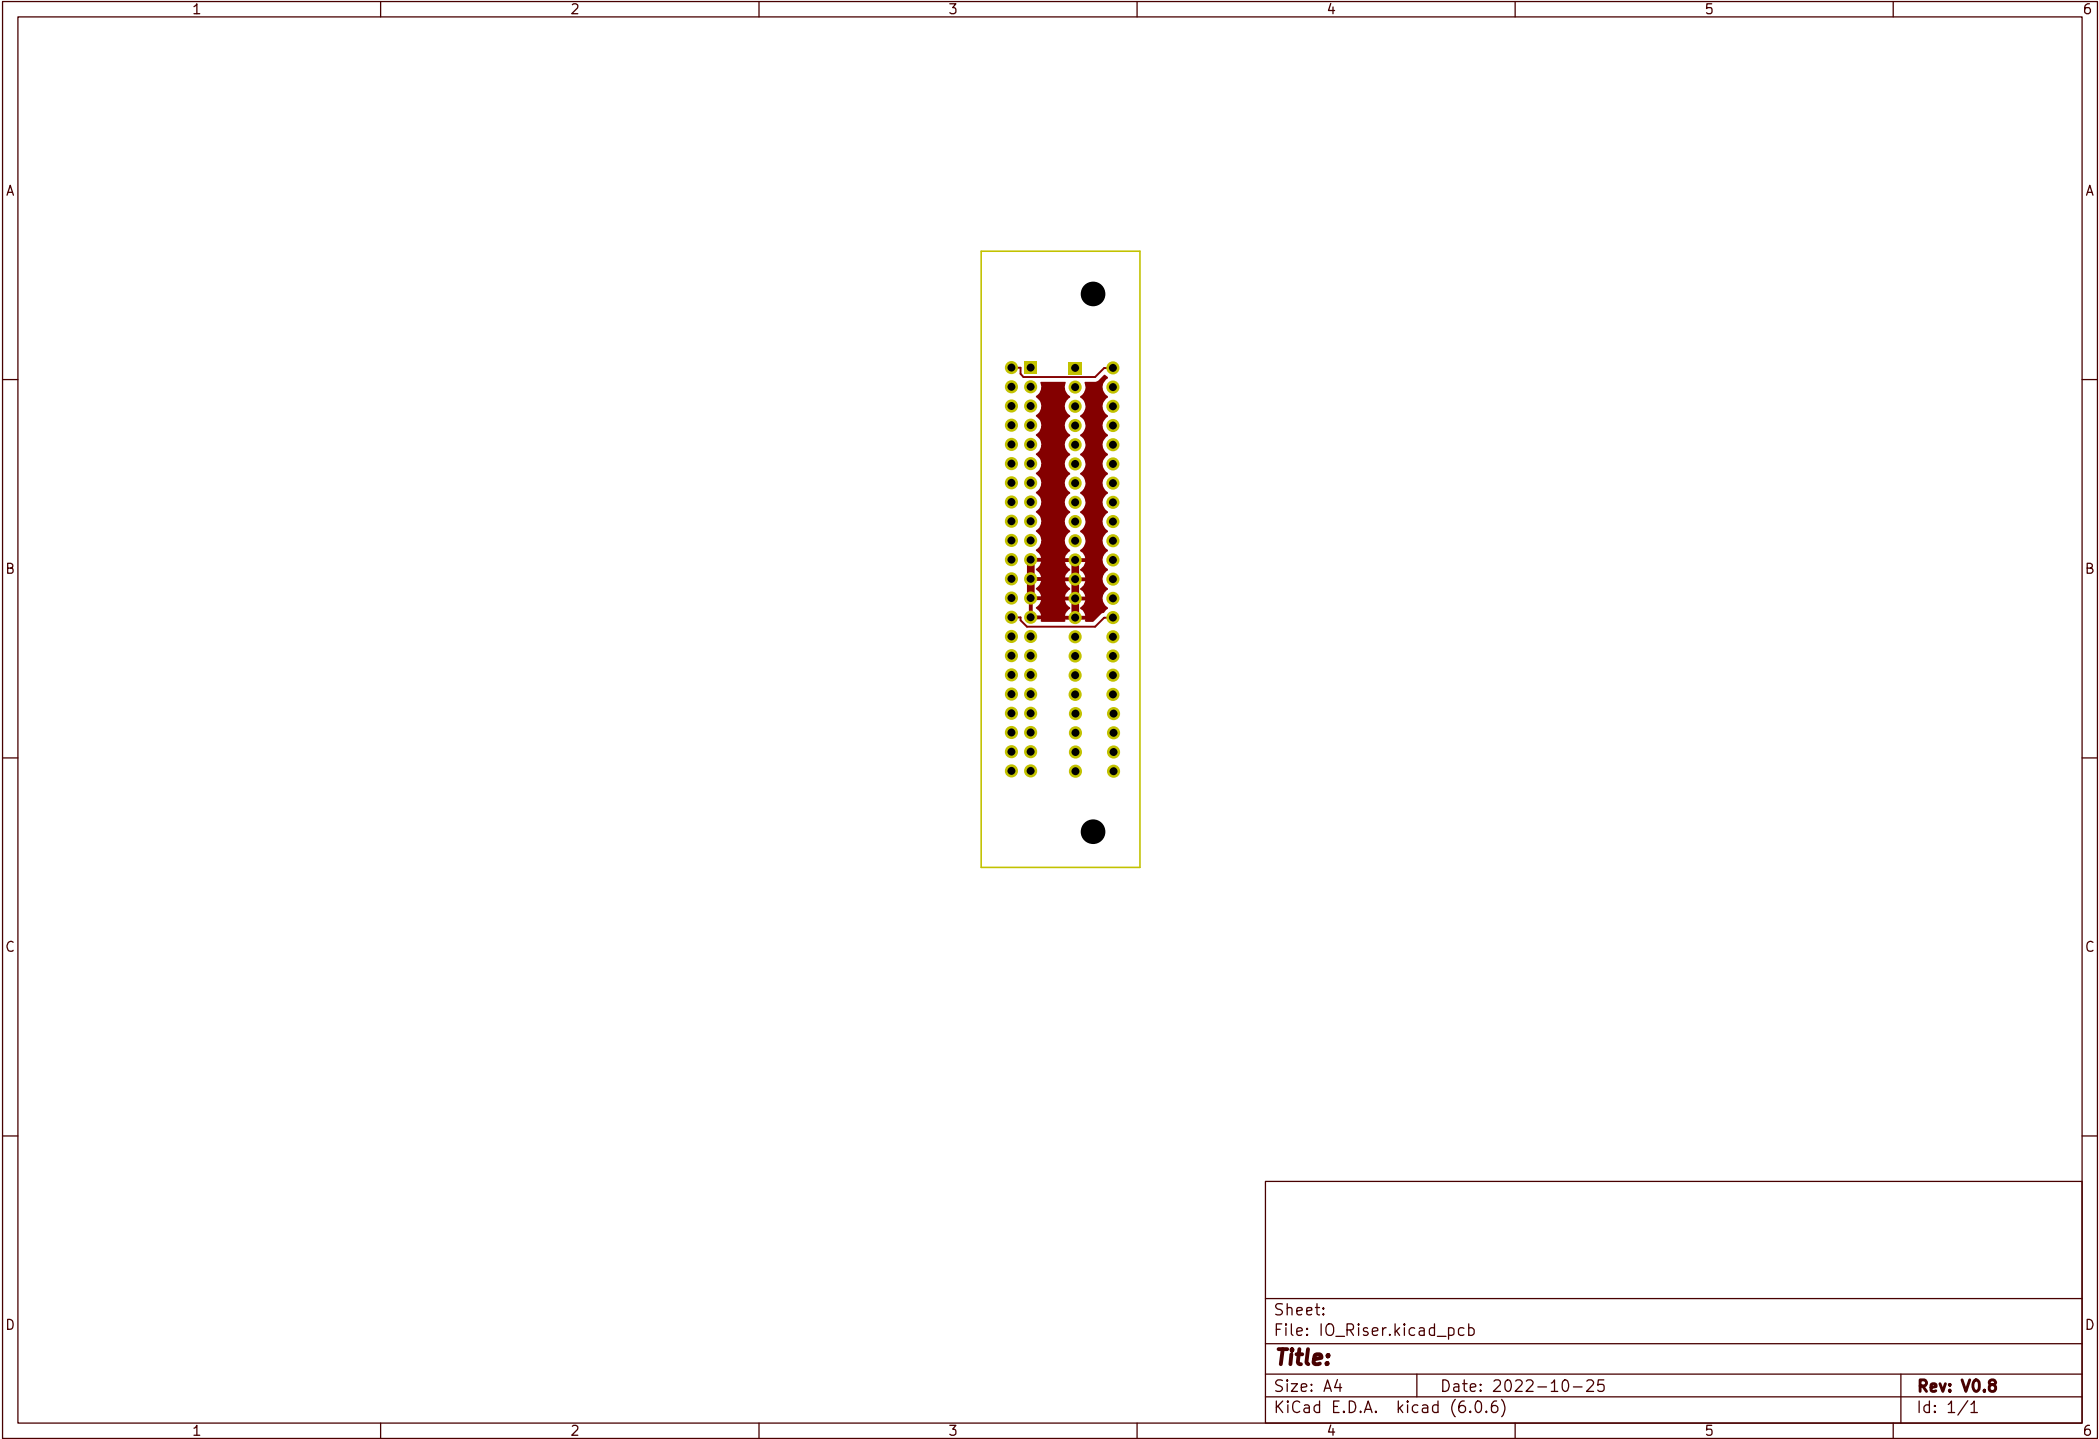 1 2 3 4 5 6
A A
B B
C C
D D
Sheet:
File: IO_Riser.kicad_pcb
Title:
Size: A4 Date: 2022-10-25 Rev: V0.8
KiCad E.D.A. kicad (6.0.6) Id: 1/1
1 2 3 4 5 6